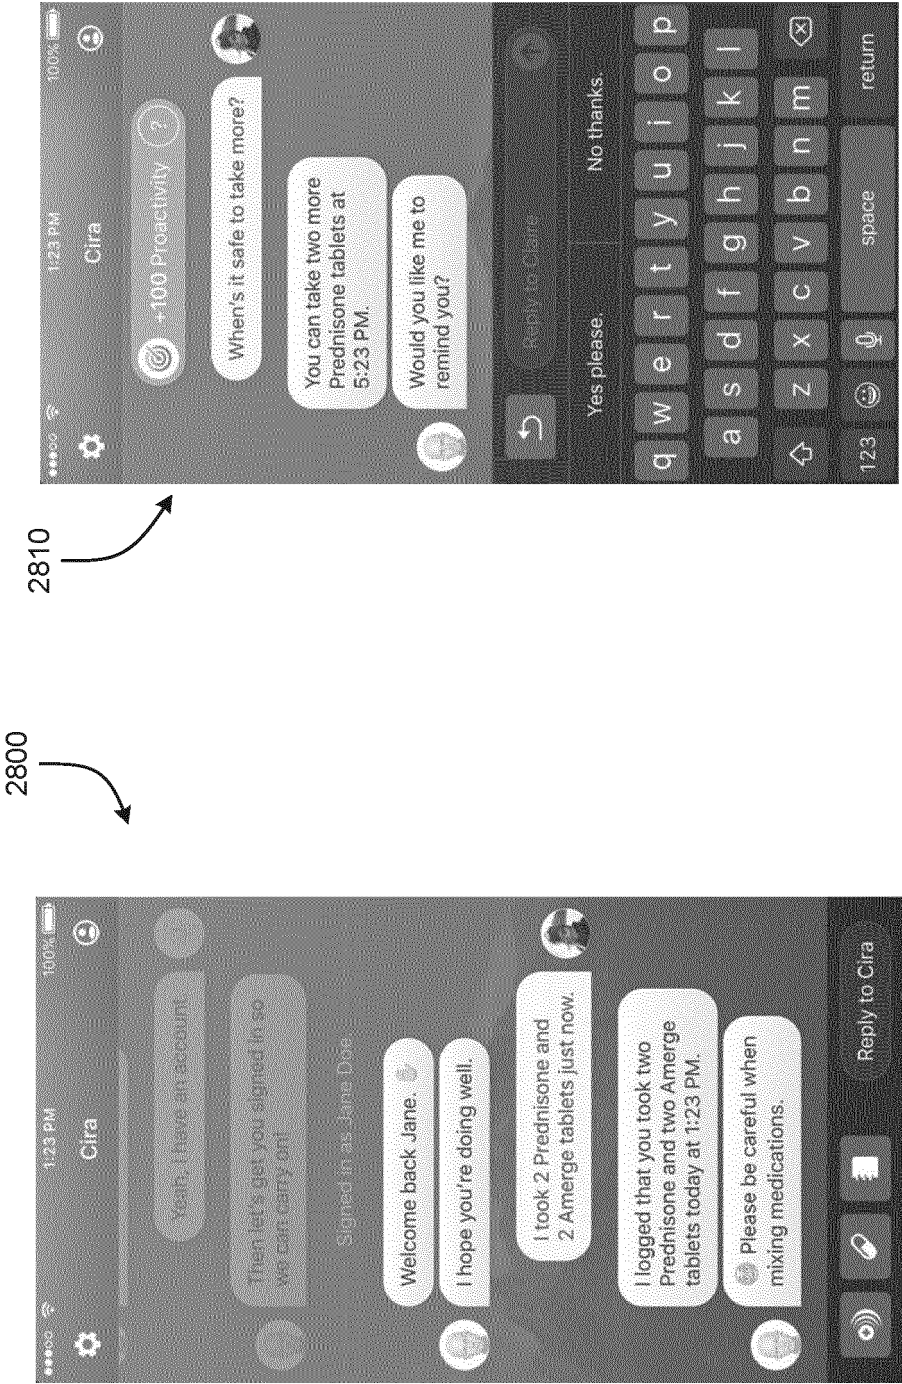 2800
100%
1:23 PM
Cira
Yeah, I have an account
Then let's get you signed in so
we can carry on!
Signed in as Jane Doe
Welcome back Jane.
I hope you're doing well.
I took 2 Prednisone and
2 Amerge tablets just now.
I logged that you took two
Prednisone and two Amerge
tablets today at 1:23 PM.
Please be careful when
mixing medications.
Reply to Cira
2810
1:23 PM
100%
Cira
+100 Proactivity ?
When's it safe to take more?
You can take two more
Prednisone tablets at
5:23 PM.
Would you like me to
remind you?
Reply to Claire
Yes please. No thanks.
q w e r t y u i o p
a s d f g h j k l
z x c v b n m
123 space return